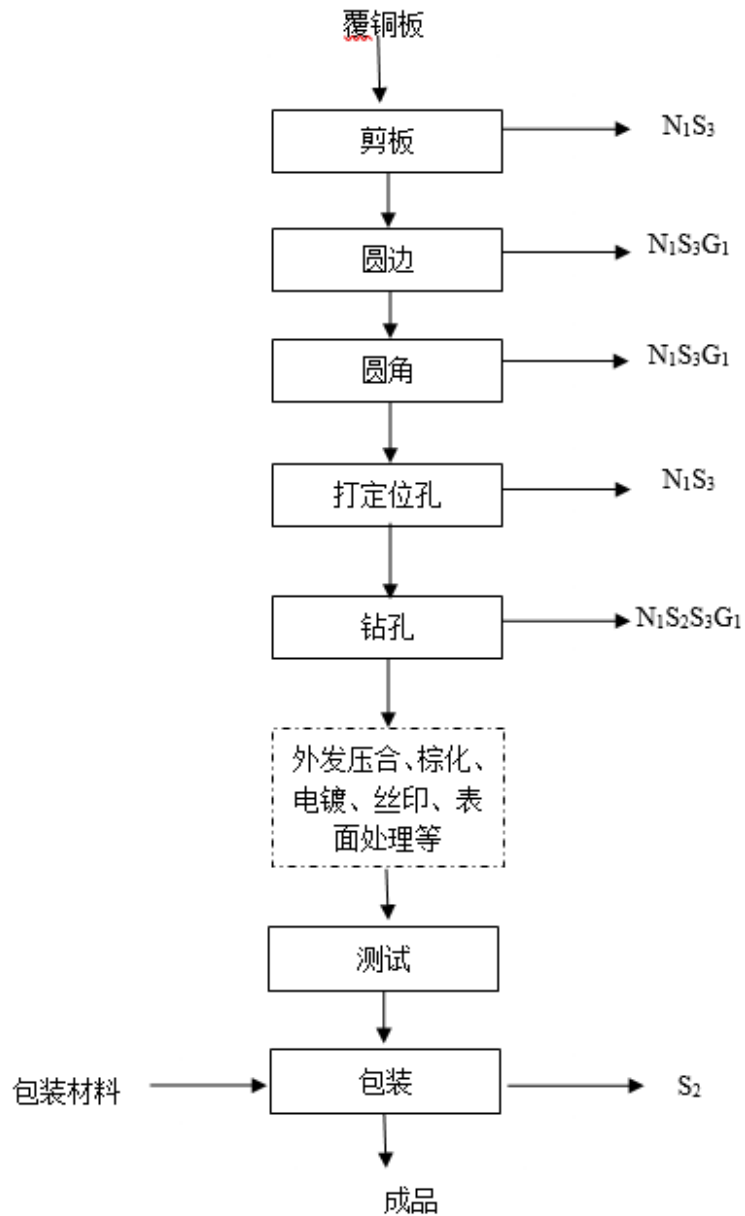 覆铜板
剪板
N₁S₃
圆边
N₁S₃G₁
圆角
N₁S₃G₁
打定位孔
N₁S₃
钻孔
N₁S₂S₃G₁
外发压合、棕化、
电镀、丝印、表
面处理等
测试
包装材料
包装
S₂
成品